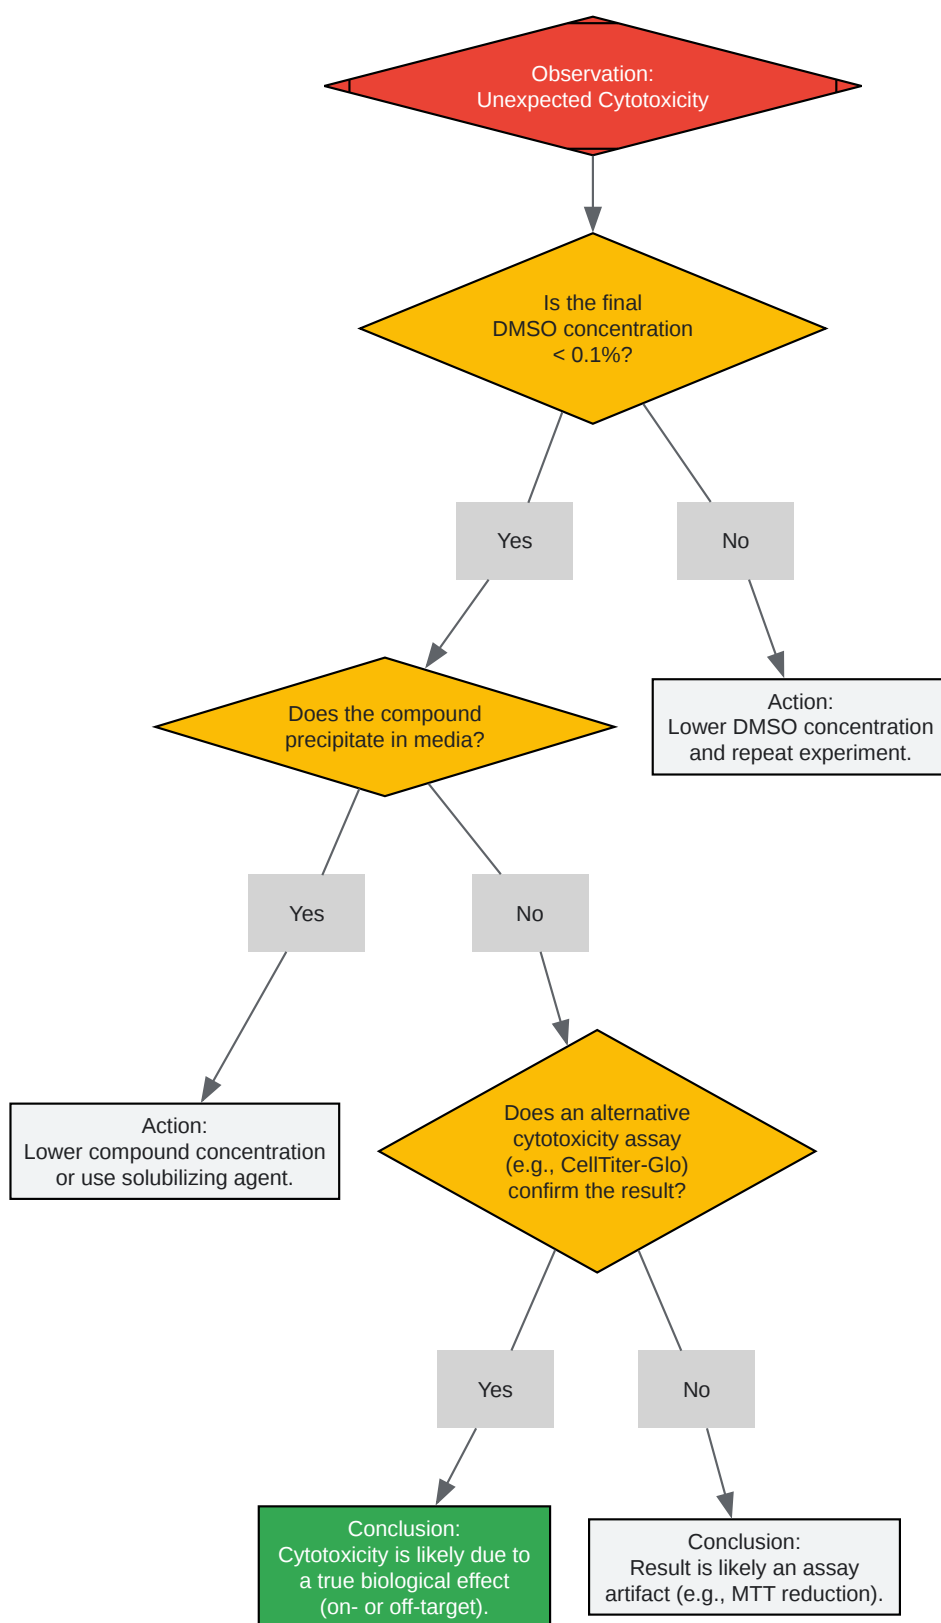 Observation:
Unexpected Cytotoxicity
Is the final
DMSO concentration
< 0.1%?
Yes
No
Does the compound
precipitate in media?
Action:
Lower DMSO concentration
and repeat experiment.
Yes
No
Action:
Lower compound concentration
or use solubilizing agent.
Does an alternative
cytotoxicity assay
(e.g., CellTiter-Glo)
confirm the result?
Yes
No
Conclusion:
Cytotoxicity is likely due to
a true biological effect
(on- or off-target).
Conclusion:
Result is likely an assay
artifact (e.g., MTT reduction).